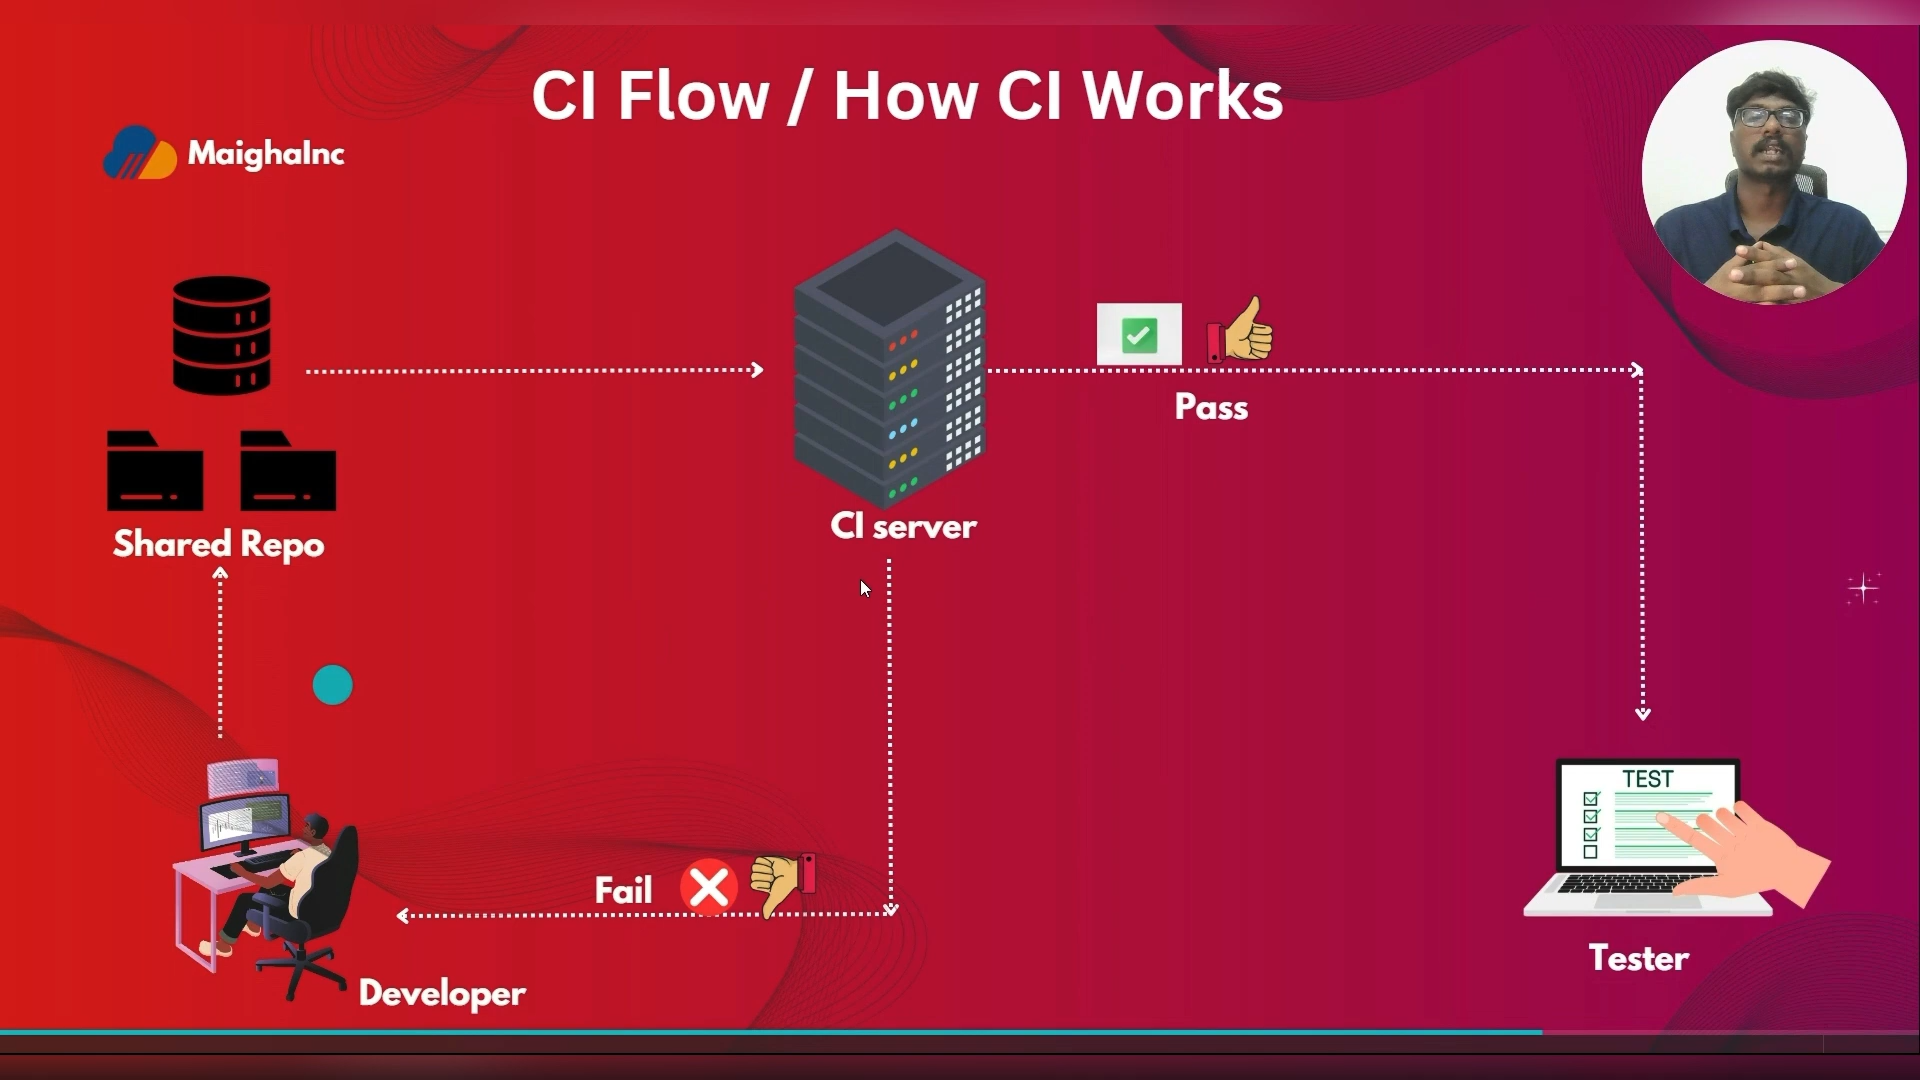 CI Flow / How CI Works
MaighaInc
Pass
CI server
Shared Repo
TEST
Fail
Tester
Developer